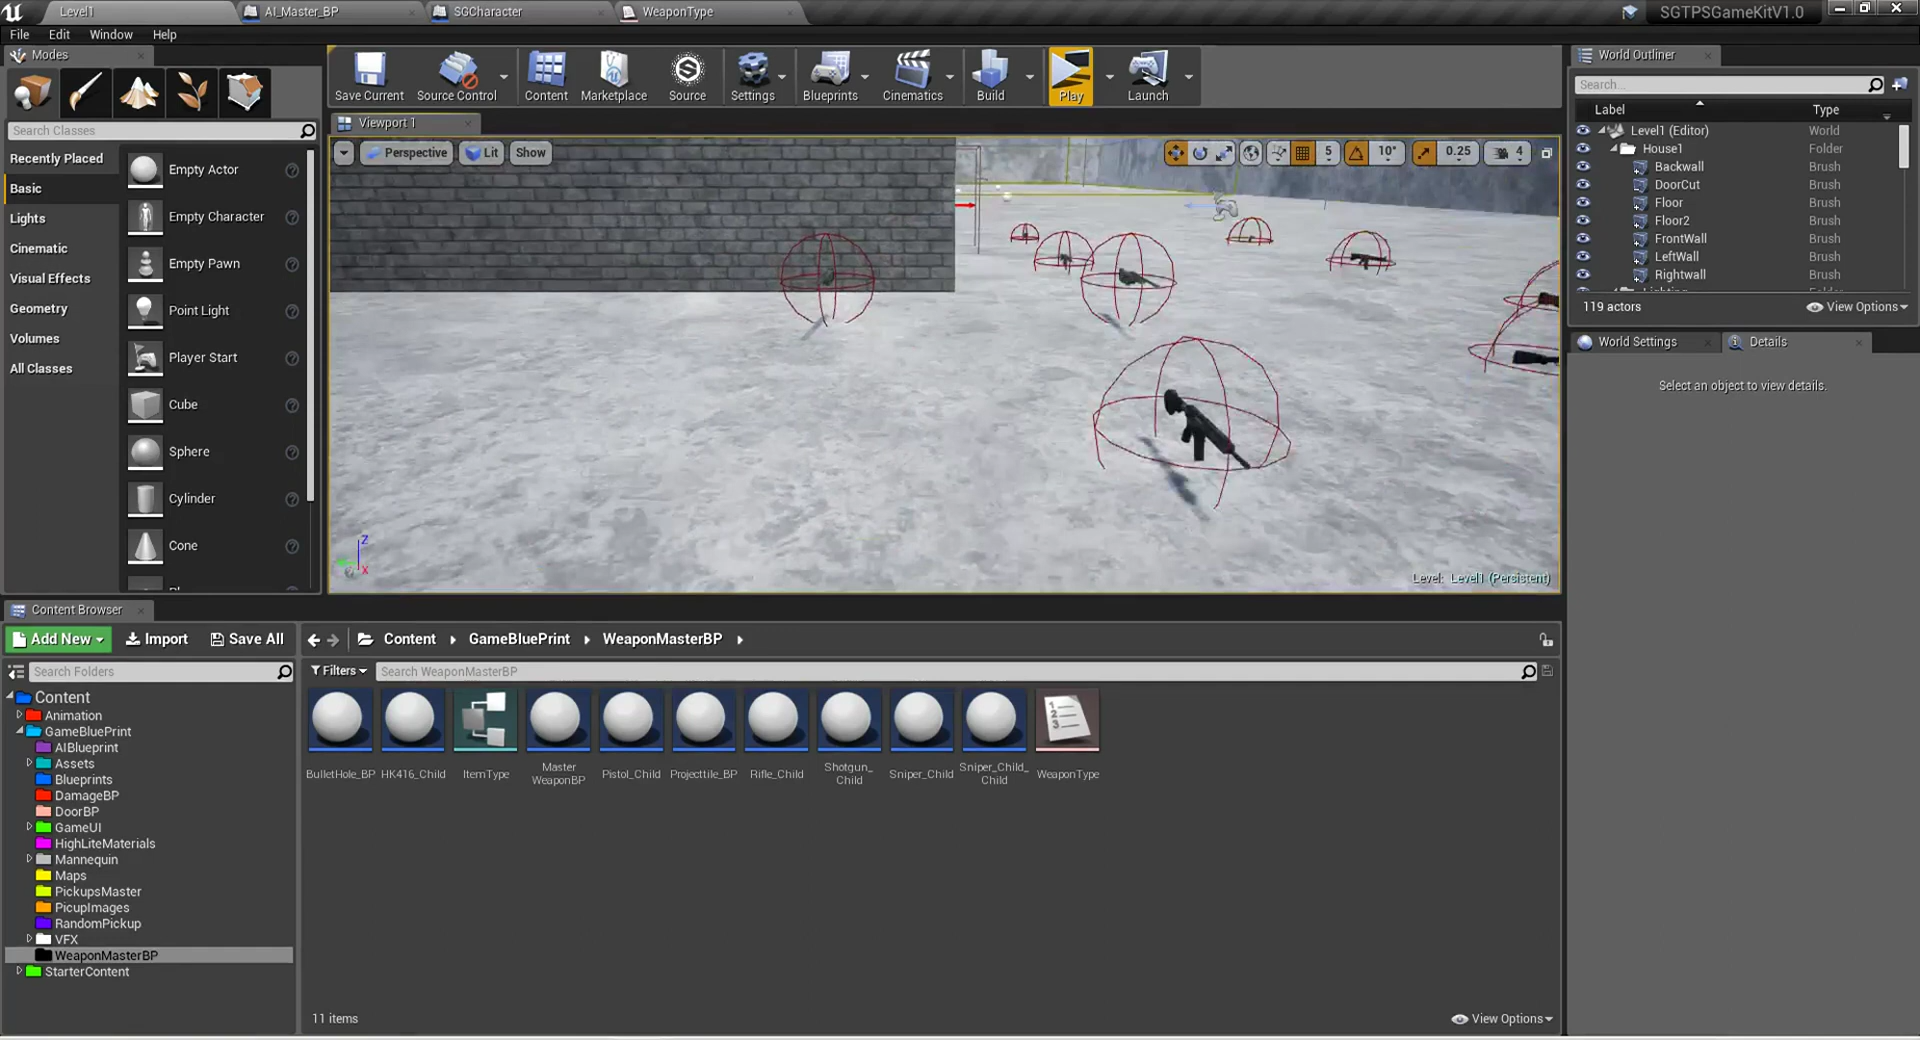 Level1
AI_Master_BP
SGCharacter
WeaponType
SGTPSGameKitV1.0
File Edit Window Help
Modes
Save Current
Source Control
Content
Marketplace
Source
Settings
Blueprints
Cinematics
Build
Play
Launch
Search Classes
Recently Placed
Basic
Lights
Cinematic
Visual Effects
Geometry
Volumes
All Classes
Empty Actor
Empty Character
Empty Pawn
Point Light
Player Start
Cube
Sphere
Cylinder
Cone
Viewport 1
Perspective
Lit
Show
5
10°
0.25
4
Z
X
Level: Level1 (Persistent)
World Outliner
Search...
Label Type
Level1 (Editor) World
House1 Folder
Backwall Brush
DoorCut Brush
Floor Brush
Floor2 Brush
FrontWall Brush
LeftWall Brush
Rightwall Brush
119 actors
View Options
World Settings
Details
Select an object to view details.
Content Browser
Add New
Import
Save All
Content
GameBluePrint
WeaponMasterBP
Search Folders
Filters
Search WeaponMasterBP
Content
Animation
GameBluePrint
AIBlueprint
Assets
Blueprints
DamageBP
DoorBP
GameUI
HighLiteMaterials
Mannequin
Maps
PickupsMaster
PicupImages
RandomPickup
VFX
WeaponMasterBP
StarterContent
BulletHole_BP
HK416_Child
ItemType
Master
WeaponBP
Pistol_Child
Projecttile_BP
Rifle_Child
Shotgun_
Child
Sniper_Child
Sniper_Child_
Child
1
2
3
WeaponType
11 items
View Options